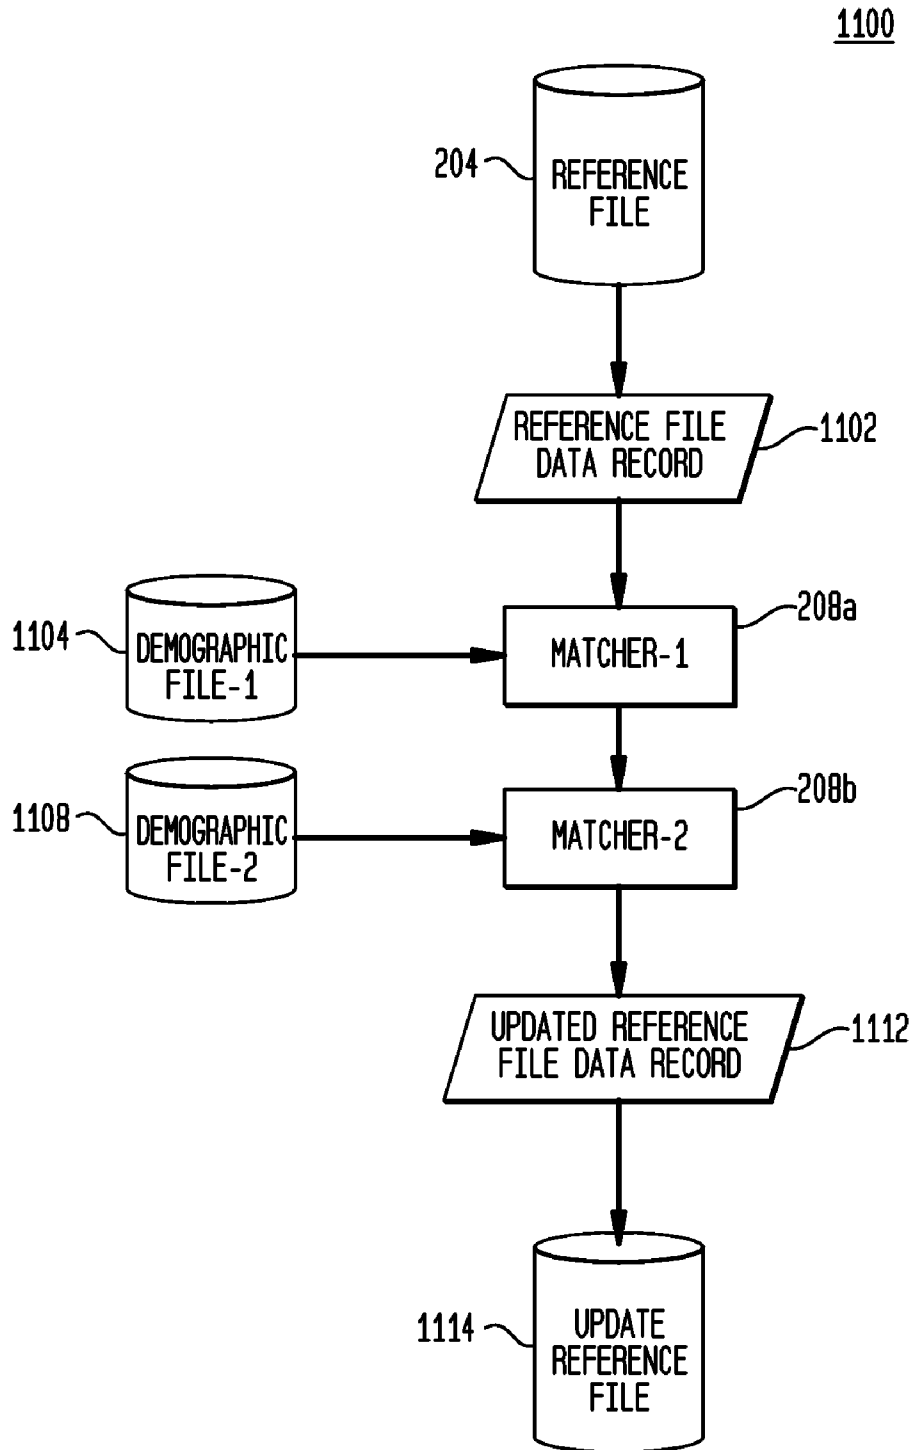 1100
204
REFERENCE
FILE
REFERENCE FILE
DATA RECORD
1102
1104
DEMOGRAPHIC
FILE-1
MATCHER-1
208a
1108
DEMOGRAPHIC
FILE-2
MATCHER-2
208b
UPDATED REFERENCE
FILE DATA RECORD
1112
1114
UPDATE
REFERENCE
FILE